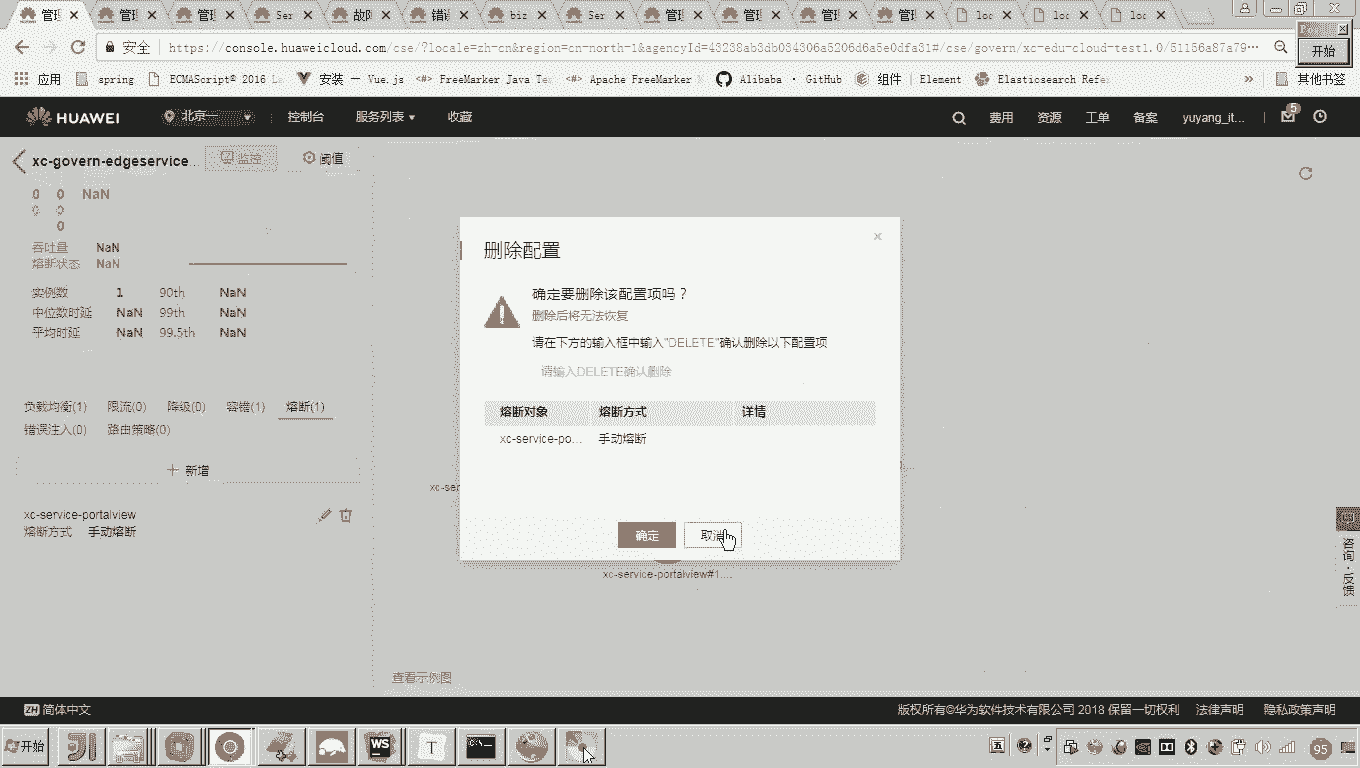 管理
管理
管理
Ser
故障
错误
biz
Ser
管理
管理
管理
管理
loc
loc
loc
安全
https://console.huaweicloud.com/cse/?locale=zh-cn&region=cn-north-1&agencyId=43238ab3db034306a5206d6a5e0dfa31#/cse/govern/xc-edu-cloud-test1.0/51156a87a79…
开始
应用
spring
ECMAScript® 2016 La
安装 — Vue.js
FreeMarker Java Te
Apache FreeMarker
Alibaba · GitHub
组件 | Element
Elasticsearch Refe
»
其他书签
HUAWEI
北京一
控制台
服务列表
收藏
费用
资源
工单
备案
yuyang_it...
5
xc-govern-edgeservice...
监控
阈值
0 0 NaN
0 0
0
吞吐量 NaN
熔断状态 NaN
实例数 1 90th NaN
中位数时延 NaN 99th NaN
平均时延 NaN 99.5th NaN
负载均衡(1) 限流(0) 降级(0) 容错(1) 熔断(1)
错误注入(0) 路由策略(0)
新增
xc-service-portalview
熔断方式 手动熔断
删除配置
确定要删除该配置项吗？
删除后将无法恢复
请在下方的输入框中输入"DELETE"确认删除以下配置项
请输入DELETE确认删除
熔断对象 熔断方式 详情
xc-service-po... 手动熔断
确定
取消
xc-ser
xc-service-portalview#1....
查看示例图
咨询·反馈
ZH 简体中文
版权所有©华为软件技术有限公司 2018 保留一切权利
法律声明
隐私政策声明
开始
WS
T
95